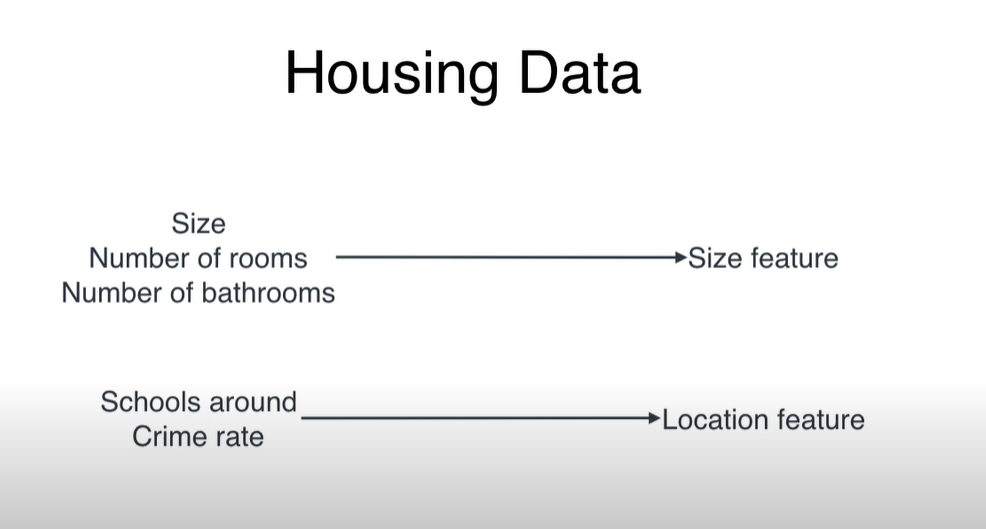 Housing Data
Size
Number of rooms
Number of bathrooms
Size feature
Schools around
Crime rate
Location feature